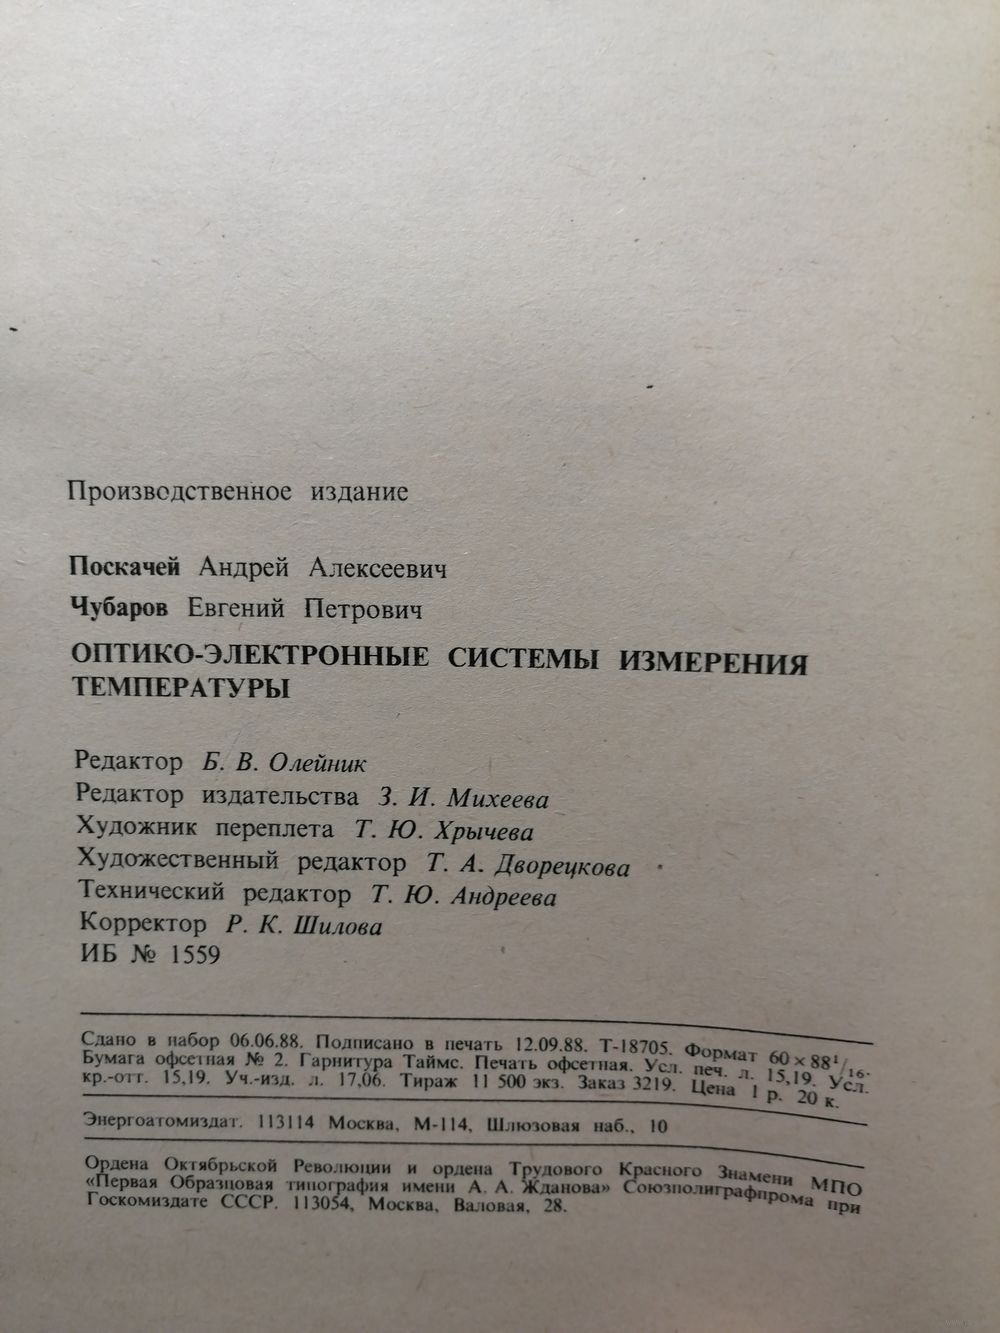 Производственное издание
Поскачей Андрей Алексеевич
Чубаров Евгений Петрович
ОПТИКО-ЭЛЕКТРОННЫЕ СИСТЕМЫ ИЗМЕРЕНИЯ
ТЕМПЕРАТУРЫ
Редактор Б. В. Олейник
Редактор издательства З. И. Михеева
Художник переплета Т. Ю. Хрычева
Художественный редактор Т. А. Дворецкова
Технический редактор Т. Ю. Андреева
Корректор Р. К. Шилова
ИБ № 1559
Сдано в набор 06.06.88. Подписано в печать 12.09.88. Т-18705. Формат 60 × 88¹/₁₆.
Бумага офсетная № 2. Гарнитура Таймс. Печать офсетная. Усл. печ. л. 15,19. Усл.
кр.-отт. 15,19. Уч.-изд. л. 17,06. Тираж 11 500 экз. Заказ 3219. Цена 1 р. 20 к.
Энергоатомиздат. 113114 Москва, М-114, Шлюзовая наб., 10
Ордена Октябрьской Революции и ордена Трудового Красного Знамени МПО
«Первая Образцовая типография имени А. А. Жданова» Союзполиграфпрома при
Госкомиздате СССР. 113054, Москва, Валовая, 28.